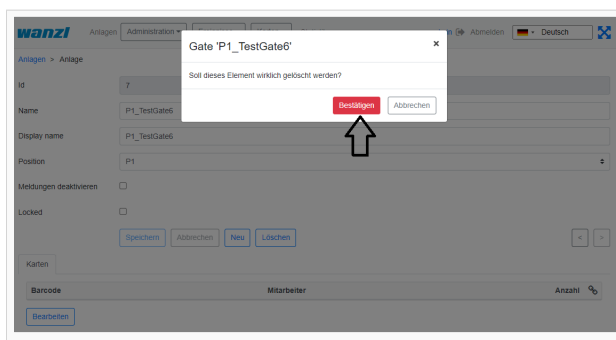 wanzl Anlagen Administration Abmelden Deutsch
Gate 'P1_TestGate6' ×
Anlagen > Anlage
Soll dieses Element wirklich gelöscht werden?
Id 7
Bestätigen Abbrechen
Name P1_TestGate6
Display name P1_TestGate6
Position P1
Meldungen deaktivieren
Locked
Speichern Abbrechen Neu Löschen < >
Karten
Barcode Mitarbeiter Anzahl
Bearbeiten